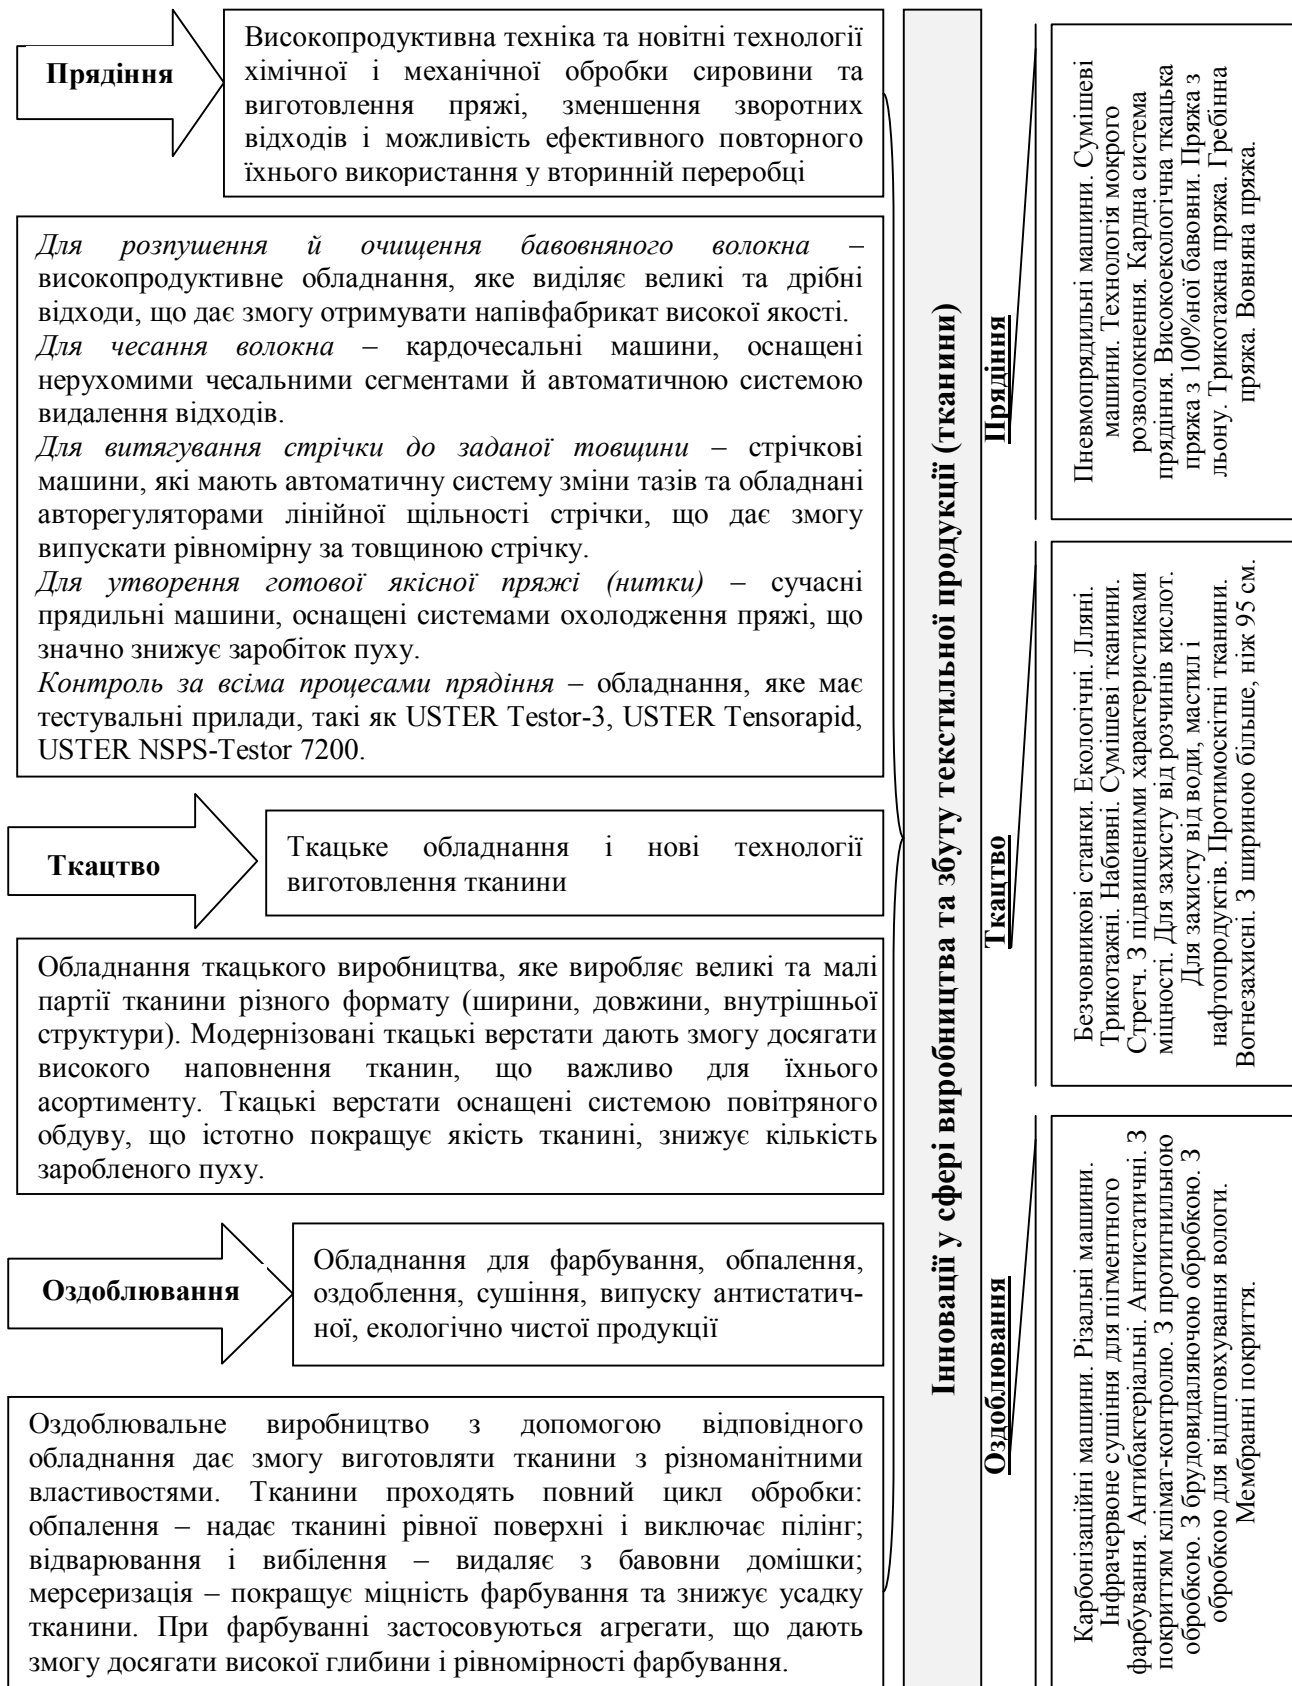 Прядіння
Високопродуктивна техніка та новітні технології
хімічної і механічної обробки сировини та
виготовлення пряжі, зменшення зворотних
відходів і можливість ефективного повторного
їхнього використання у вторинній переробці
Для розпушення й очищення бавовняного волокна –
високопродуктивне обладнання, яке виділяє великі та дрібні
відходи, що дає змогу отримувати напівфабрикат високої якості.
Для чесання волокна – кардочесальні машини, оснащені
нерухомими чесальними сегментами й автоматичною системою
видалення відходів.
Для витягування стрічки до заданої товщини – стрічкові
машини, які мають автоматичну систему зміни тазів та обладнані
авторегуляторами лінійної щільності стрічки, що дає змогу
випускати рівномірну за товщиною стрічку.
Для утворення готової якісної пряжі (нитки) – сучасні
прядильні машини, оснащені системами охолодження пряжі, що
значно знижує заробіток пуху.
Контроль за всіма процесами прядіння – обладнання, яке має
тестувальні прилади, такі як USTER Testor-3, USTER Tensorapid,
USTER NSPS-Testor 7200.
Ткацтво
Ткацьке обладнання і нові технології
виготовлення тканини
Обладнання ткацького виробництва, яке виробляє великі та малі
партії тканини різного формату (ширини, довжини, внутрішньої
структури). Модернізовані ткацькі верстати дають змогу досягати
високого наповнення тканин, що важливо для їхнього
асортименту. Ткацькі верстати оснащені системою повітряного
обдуву, що істотно покращує якість тканині, знижує кількість
заробленого пуху.
Оздоблювання
Обладнання для фарбування, обпалення,
оздоблення, сушіння, випуску антистатич-
ної, екологічно чистої продукції
Оздоблювальне виробництво з допомогою відповідного
обладнання дає змогу виготовляти тканини з різноманітними
властивостями. Тканини проходять повний цикл обробки:
обпалення – надає тканині рівної поверхні і виключає пілінг;
відварювання і вибілення – видаляє з бавовни домішки;
мерсеризація – покращує міцність фарбування та знижує усадку
тканини. При фарбуванні застосовуються агрегати, що дають
змогу досягати високої глибини і рівномірності фарбування.
Інновації у сфері виробництва та збуту текстильної продукції (тканини)
Прядіння
Пневмопрядильні машини. Сумішеві
машини. Технологія мокрого
розволокнення. Кардна система
прядіння. Високоекологічна ткацька
пряжа з 100%ної бавовни. Пряжа з
льону. Трикотажна пряжа. Гребінна
пряжа. Вовняна пряжа.
Ткацтво
Безчовникові станки. Екологічні. Лляні.
Трикотажні. Набивні. Сумішеві тканини.
Стретч. З підвищеними характеристиками
міцності. Для захисту від розчинів кислот.
Для захисту від води, мастил і
нафтопродуктів. Протимоскітні тканини.
Вогнезахисні. З шириною більше, ніж 95 см.
Оздоблювання
Карбонізаційні машини. Різальні машини.
Інфрачервоне сушіння для пігментного
фарбування. Антибактеріальні. Антистатичні. З
покриттям клімат-контролю. З протигнильною
обробкою. З брудовидаляючою обробкою. З
обробкою для відштовхування вологи.
Мембранні покриття.